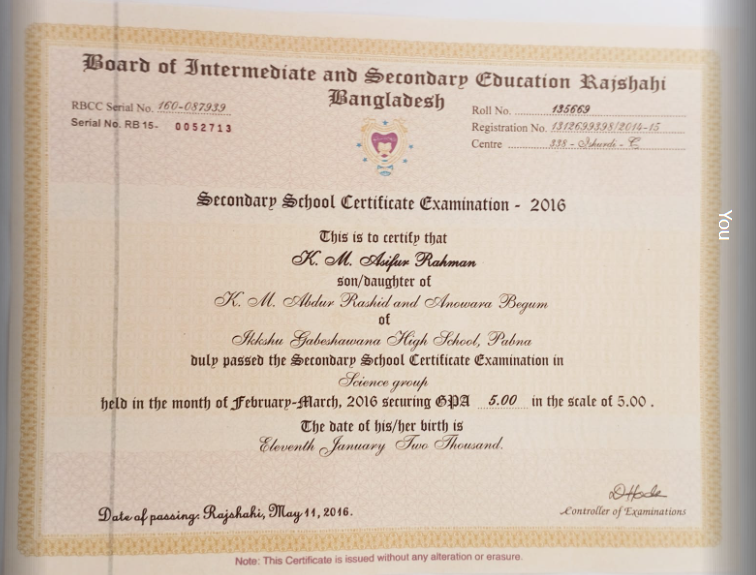 Board of Intermediate and Secondary Education Rajshahi
Bangladesh
RBCC Serial No. 160-087939
Serial No. RB 15- 0052713
Roll No. 135669
Registration No. 1312699398/2014-15
Centre 338 - Ishurdi - C
Secondary School Certificate Examination - 2016
This is to certify that
K. M. Asifur Rahman
son/daughter of
K. M. Abdur Rashid and Anowara Begum
of
Ikkshu Gabeshawana High School, Pabna
duly passed the Secondary School Certificate Examination in
Science group
held in the month of February-March, 2016 securing GPA 5.00 in the scale of 5.00 .
The date of his/her birth is
Eleventh January Two Thousand.
Date of passing: Rajshahi, May 11, 2016.
Controller of Examinations
Note: This Certificate is issued without any alteration or erasure.
You